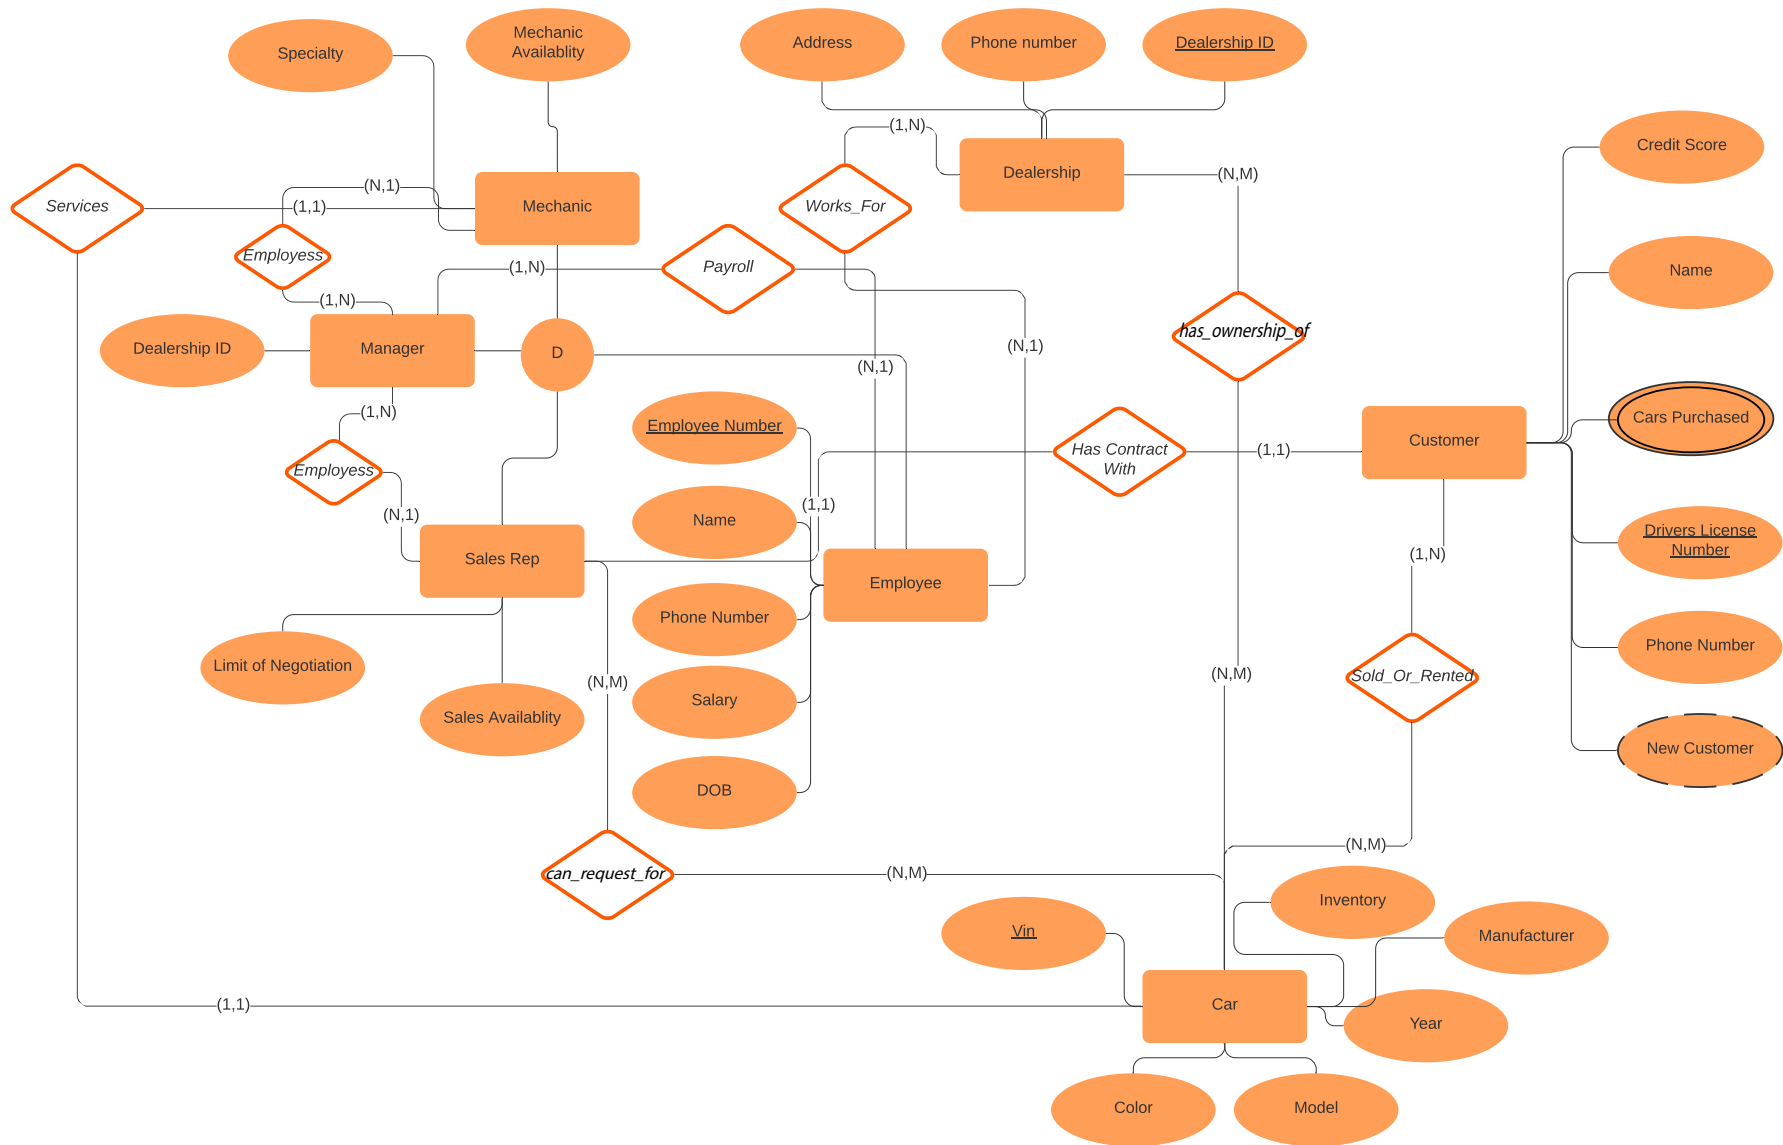 Specialty
Mechanic
Availablity
Address
Phone number
Dealership ID
(1,N)
Credit Score
Services
(N,1)
(1,1)
Mechanic
Works_For
Dealership
(N,M)
Employess
Payroll
(1,N)
Name
(1,N)
has_ownership_of
Dealership ID
Manager
D
(N,1)
(N,1)
(1,N)
Employee Number
Cars Purchased
Has Contract
With
(1,1)
Customer
Employess
(N,1)
(1,1)
Name
Drivers License
Number
Sales Rep
Employee
(1,N)
Phone Number
Phone Number
Limit of Negotiation
(N,M)
(N,M)
Sold_Or_Rented
Salary
Sales Availablity
New Customer
DOB
(N,M)
can_request_for
(N,M)
Inventory
Vin
Manufacturer
(1,1)
Car
Year
Color
Model